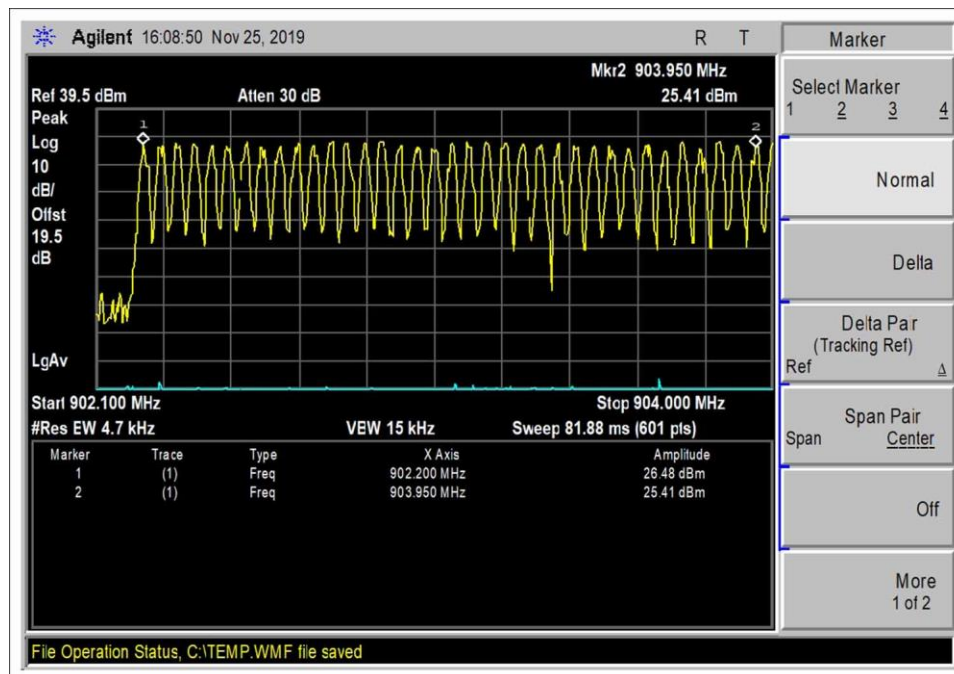 Agilent 16:08:50 Nov 25, 2019 R T
Mkr2 903.950 MHz
Ref 39.5 dBm Atten 30 dB 25.41 dBm
Peak
Log
10
dB/
Offst
19.5
dB
LgAv
1
2
Start 902.100 MHz Stop 904.000 MHz
#Res EW 4.7 kHz VEW 15 kHz Sweep 81.88 ms (601 pts)
Marker Trace Type X Axis Amplitude
1 (1) Freq 902.200 MHz 26.48 dBm
2 (1) Freq 903.950 MHz 25.41 dBm
File Operation Status, C:\TEMP.WMF file saved
Marker
Select Marker
1 2 3 4
Normal
Delta
Delta Pair
(Tracking Ref)
Ref Δ
Span Pair
Span Center
Off
More
1 of 2